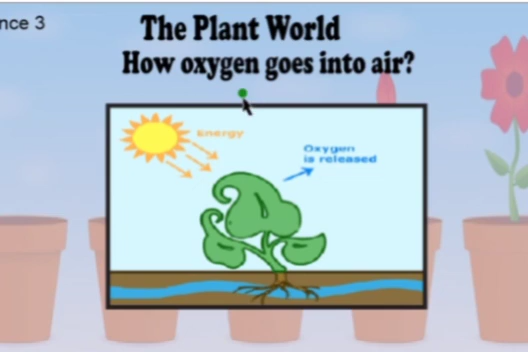 nce 3
The Plant World
How oxygen goes into air?
Energy
Oxygen
is released